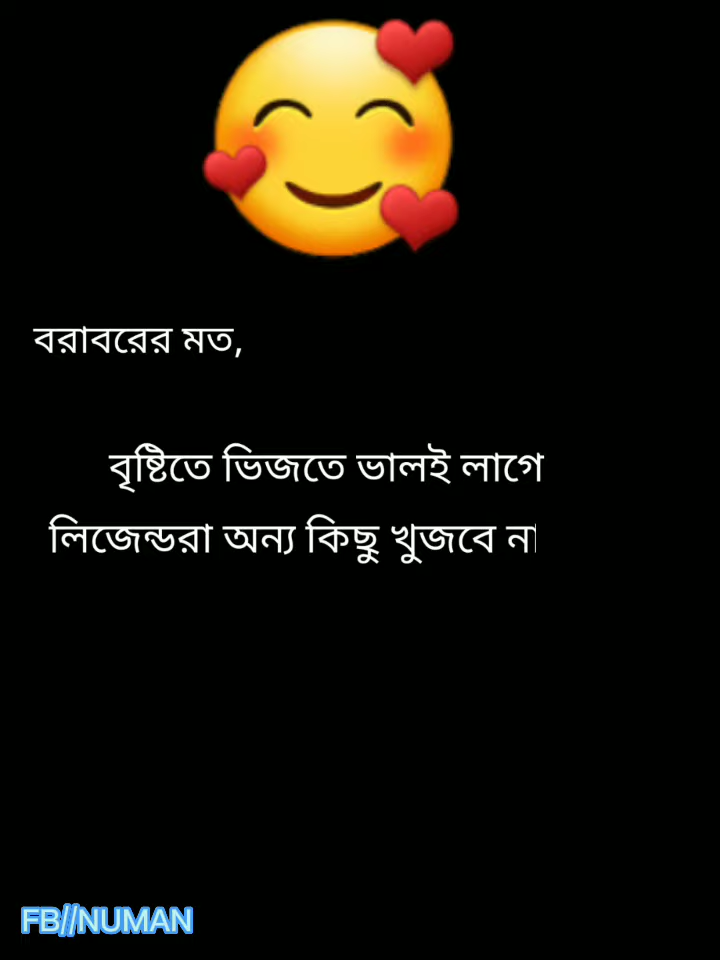 বরাবরের মত,
বৃষ্টিতে ভিজতে ভালই লাগে
লিজেন্ডরা অন্য কিছু খুজবে না
FB//NUMAN